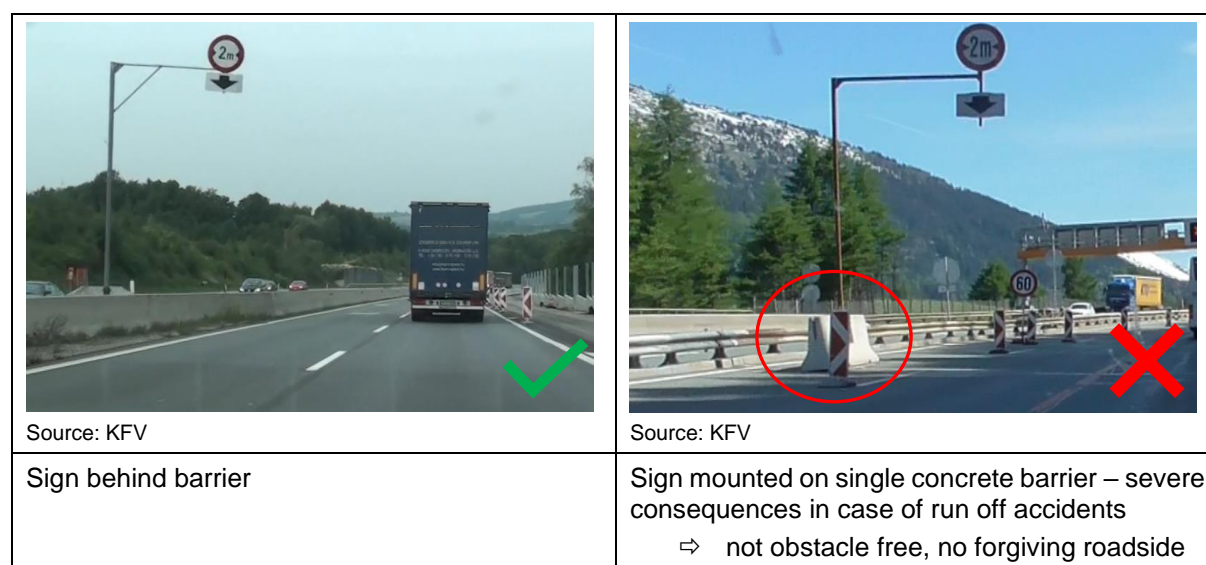 2m
2m
60
Source: KFV
Source: KFV
Sign behind barrier
Sign mounted on single concrete barrier – severe
consequences in case of run off accidents
⇨ not obstacle free, no forgiving roadside